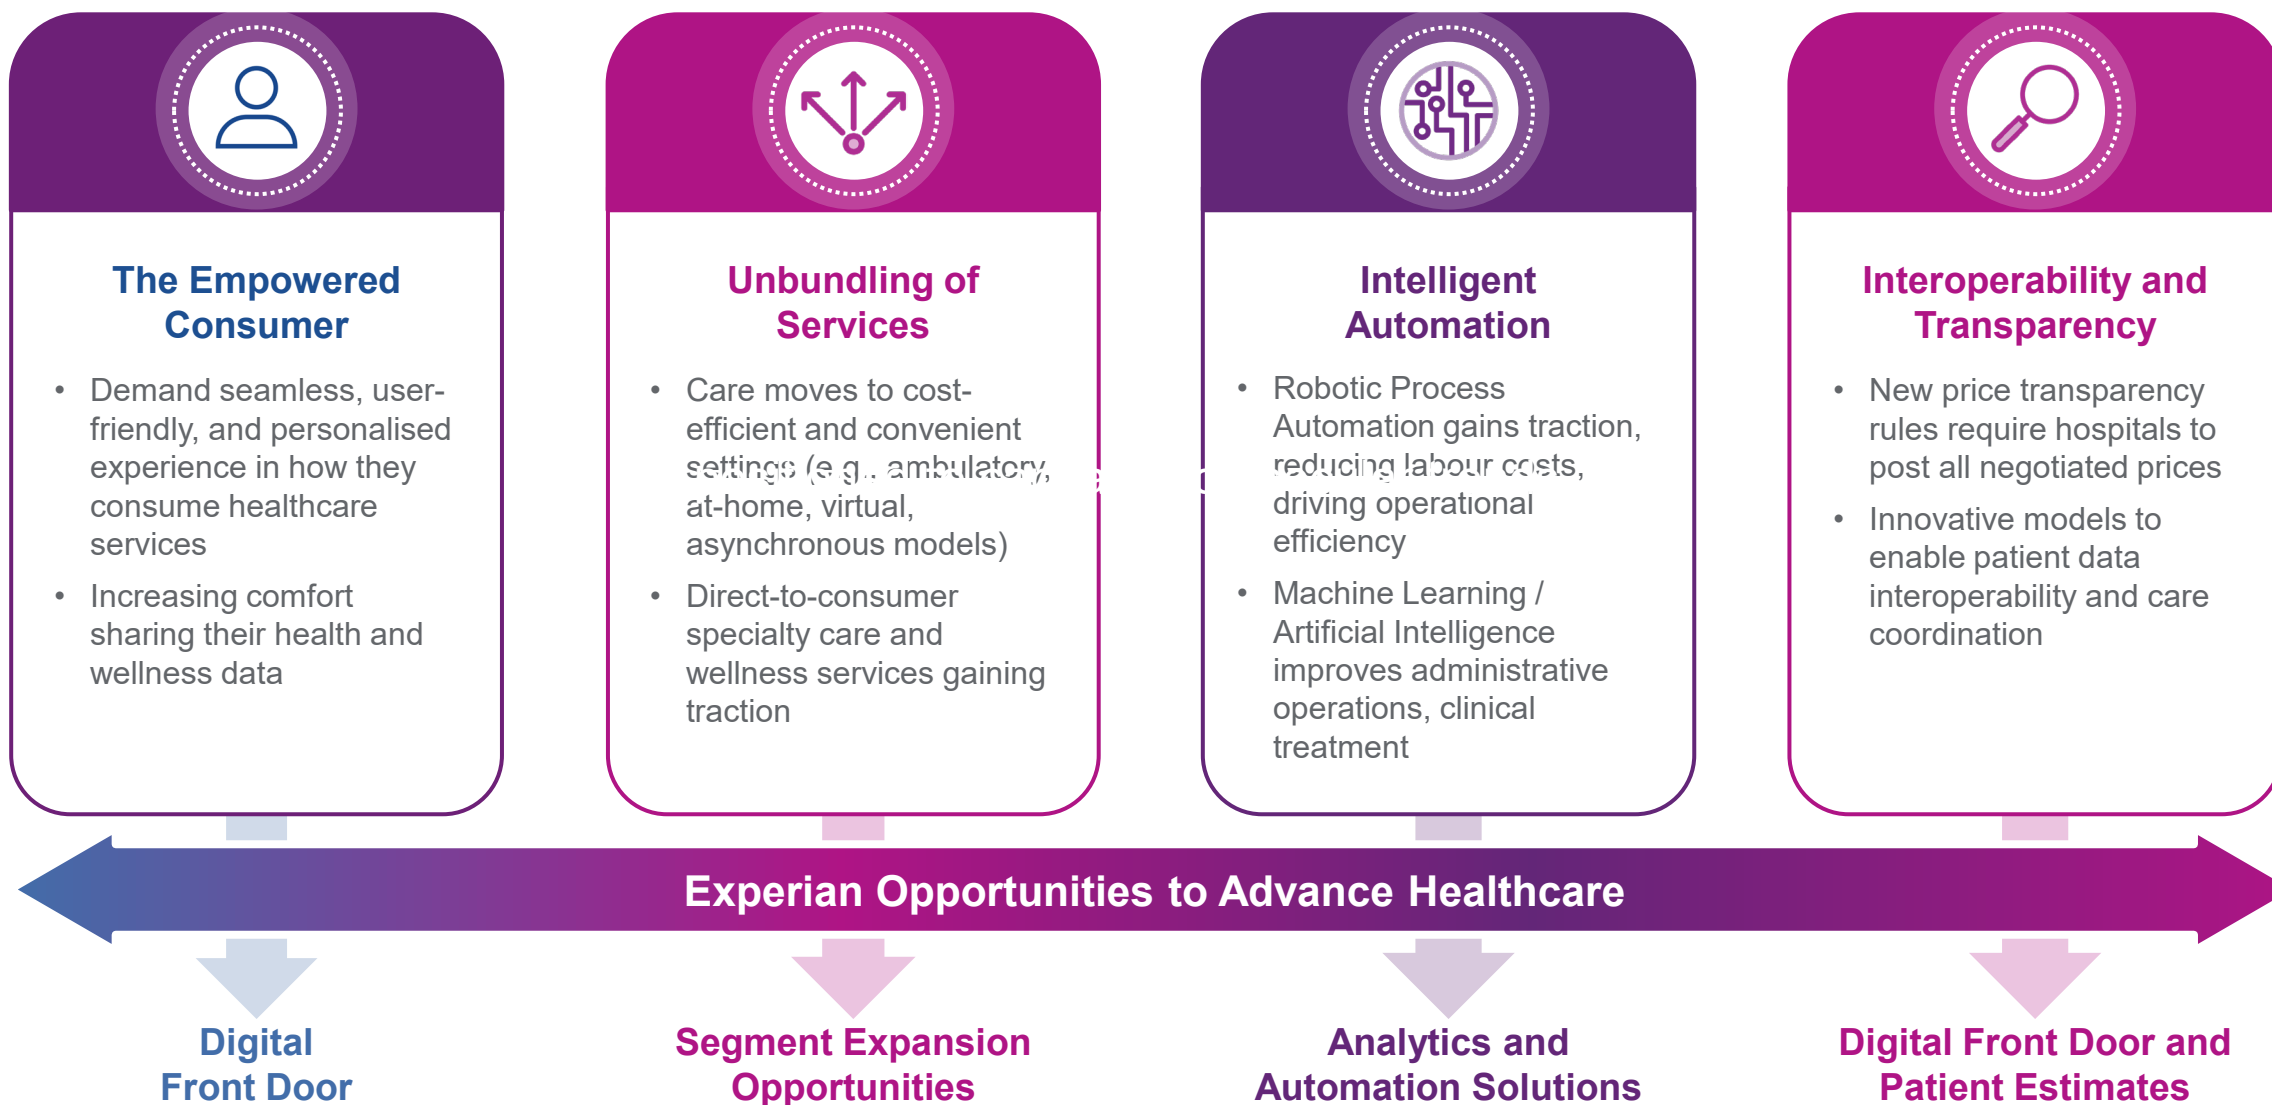 The Empowered
Consumer
• Demand seamless, user-
friendly, and personalised
experience in how they
consume healthcare
services
• Increasing comfort
sharing their health and
wellness data
Unbundling of
Services
• Care moves to cost-
efficient and convenient
settings (e.g., ambulatory,
at-home, virtual,
asynchronous models)
• Direct-to-consumer
specialty care and
wellness services gaining
traction
Intelligent
Automation
• Robotic Process
Automation gains traction,
reducing labour costs,
driving operational
efficiency
• Machine Learning /
Artificial Intelligence
improves administrative
operations, clinical
treatment
Interoperability and
Transparency
• New price transparency
rules require hospitals to
post all negotiated prices
• Innovative models to
enable patient data
interoperability and care
coordination
Experian Opportunities to Advance Healthcare
Digital
Front Door
Segment Expansion
Opportunities
Analytics and
Automation Solutions
Digital Front Door and
Patient Estimates